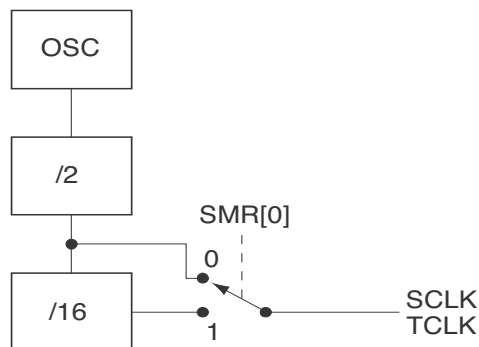 OSC
/2
SMR[0]
0
/16
1
SCLK
TCLK